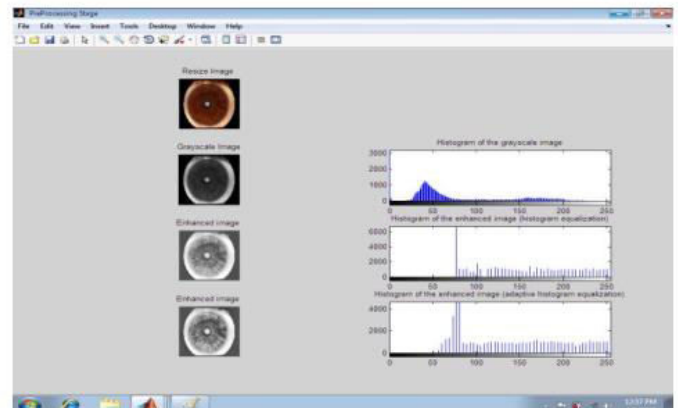 PreProcessing Stage
File Edit View Insert Tools Desktop Window Help
Resize Image
Grayscale Image
Enhanced image
Enhanced image
Histogram of the grayscale image
3000
2000
1000
0
0 50 100 150 200 250
Histogram of the enhanced image (histogram equalization)
6000
4000
2000
0
0 50 100 150 200 250
Histogram of the enhanced image (adaptive histogram equalization)
4000
2000
0
0 50 100 150 200 250
12:07 PM